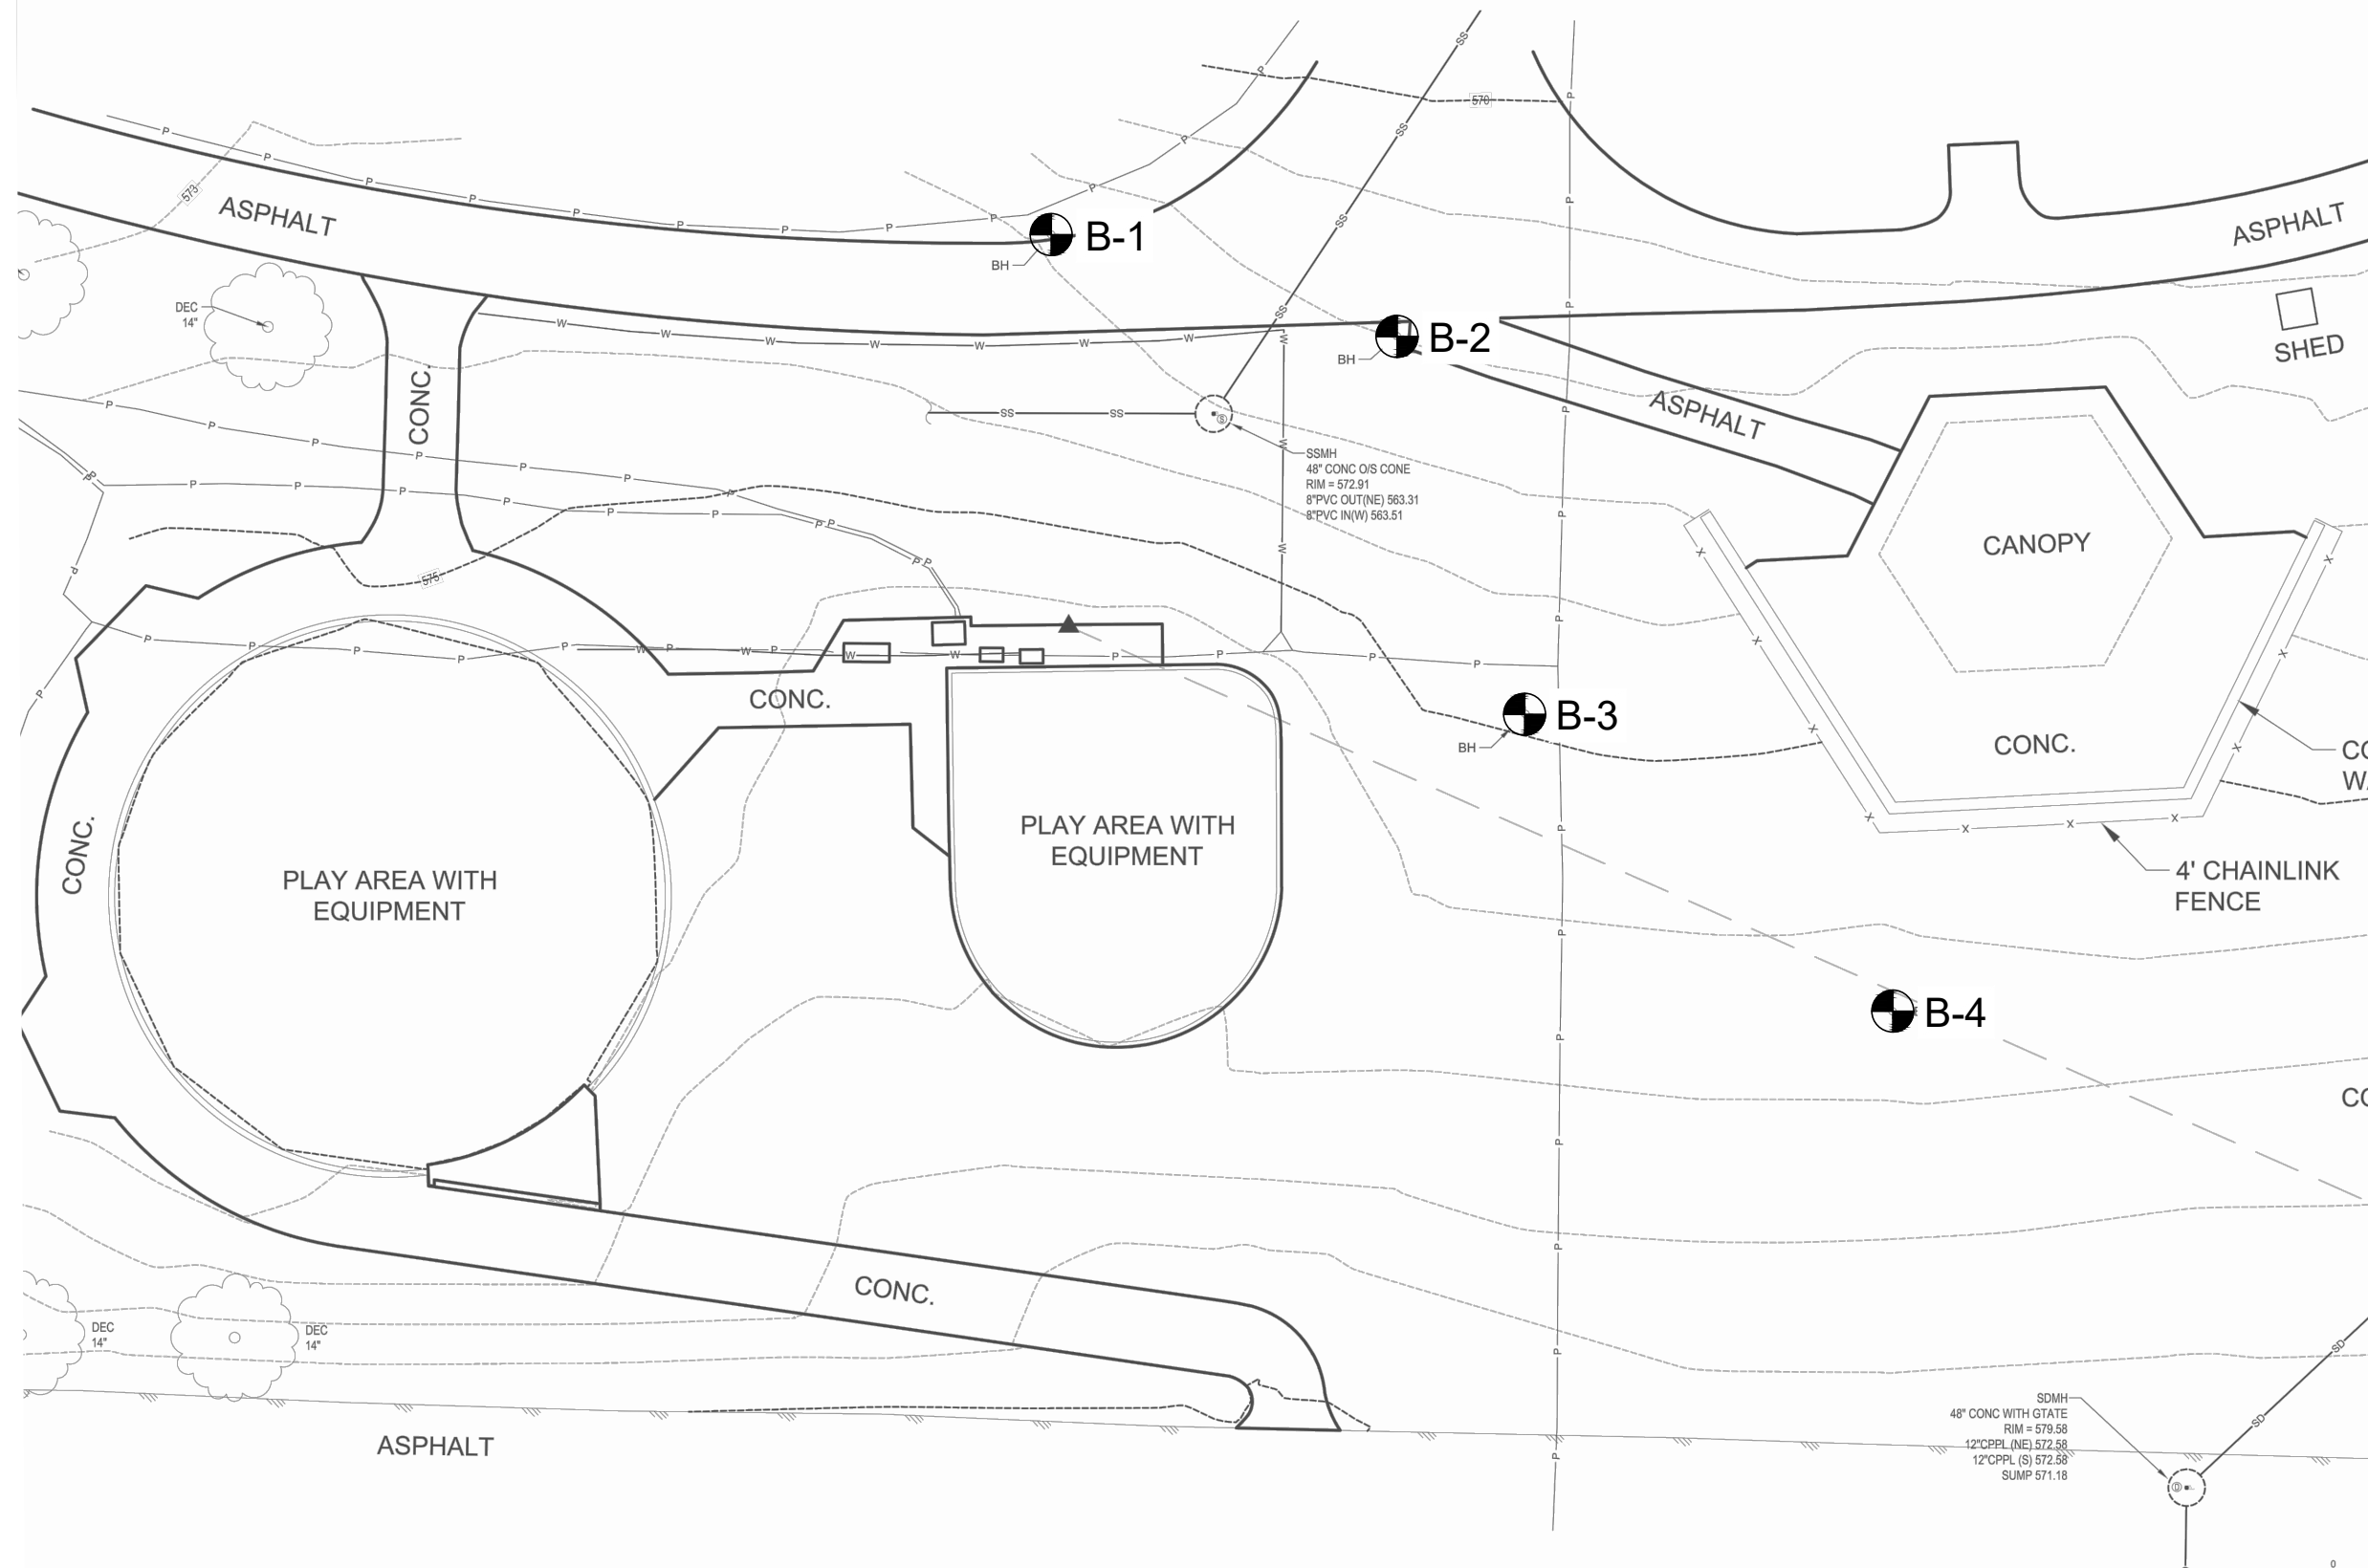 570
573
ASPHALT
B-1
BH
ASPHALT
DEC
14"
SHED
B-2
BH
CONC.
ASPHALT
SSMH
48" CONC O/S CONE
RIM = 572.91
8"PVC OUT(NE) 563.31
8"PVC IN(W) 563.51
CANOPY
575
CONC.
B-3
BH
CONC.
CONC.
PLAY AREA WITH
EQUIPMENT
4' CHAINLINK
FENCE
PLAY AREA WITH
EQUIPMENT
B-4
CONC.
DEC
14"
DEC
14"
SDMH
48" CONC WITH GTATE
RIM = 579.58
12"CPPL (NE) 572.58
12"CPPL (S) 572.58
SUMP 571.18
ASPHALT